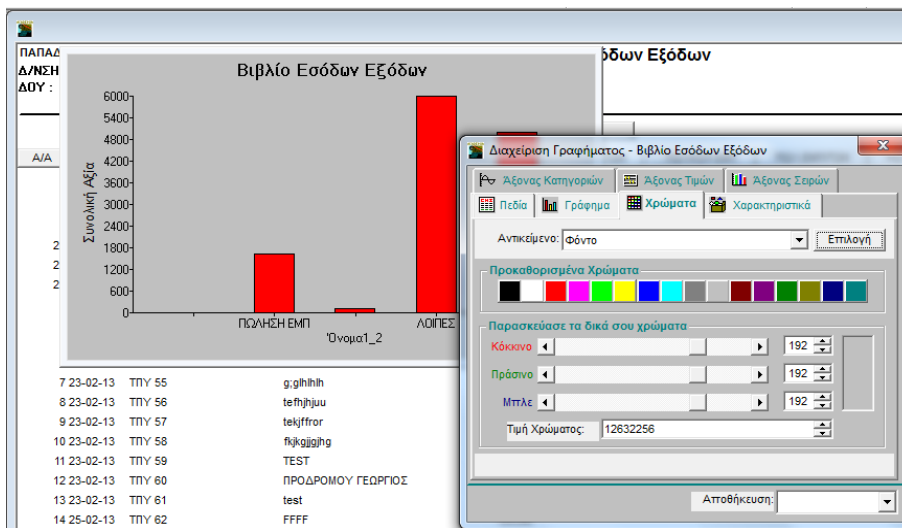 ΠΑΠΑΔ
Δ/ΝΣΗ
ΔΟΥ :
όδων Εξόδων
Α/Α
Βιβλίο Εσόδων Εξόδων
Συνολική Αξία
6000
4800
4200
3600
3000
2400
1800
1200
600
0
ΠΩΛΗΣΗ ΕΜΠ
ΛΟΙΠΕΣ
Όνομα1_2
2
2
2
7 23-02-13 ΤΠΥ 55 g;glhlhlh
8 23-02-13 ΤΠΥ 56 tefhjhjuu
9 23-02-13 ΤΠΥ 57 tekjffror
10 23-02-13 ΤΠΥ 58 fkjkgjjgjhg
11 23-02-13 ΤΠΥ 59 TEST
12 23-02-13 ΤΠΥ 60 ΠΡΟΔΡΟΜΟΥ ΓΕΩΡΓΙΟΣ
13 23-02-13 ΤΠΥ 61 test
14 25-02-13 ΤΠΥ 62 FFFF
Διαχείριση Γραφήματος - Βιβλίο Εσόδων Εξόδων
Άξονας Κατηγοριών Άξονας Τιμών Άξονας Σειρών
Πεδία Γράφημα Χρώματα Χαρακτηριστικά
Αντικείμενο: Φόντο Επιλογή
Προκαθορισμένα Χρώματα
Παρασκεύασε τα δικά σου χρώματα
Κόκκινο 192
Πράσινο 192
Μπλε 192
Τιμή Χρώματος: 12632256
Αποθήκευση: